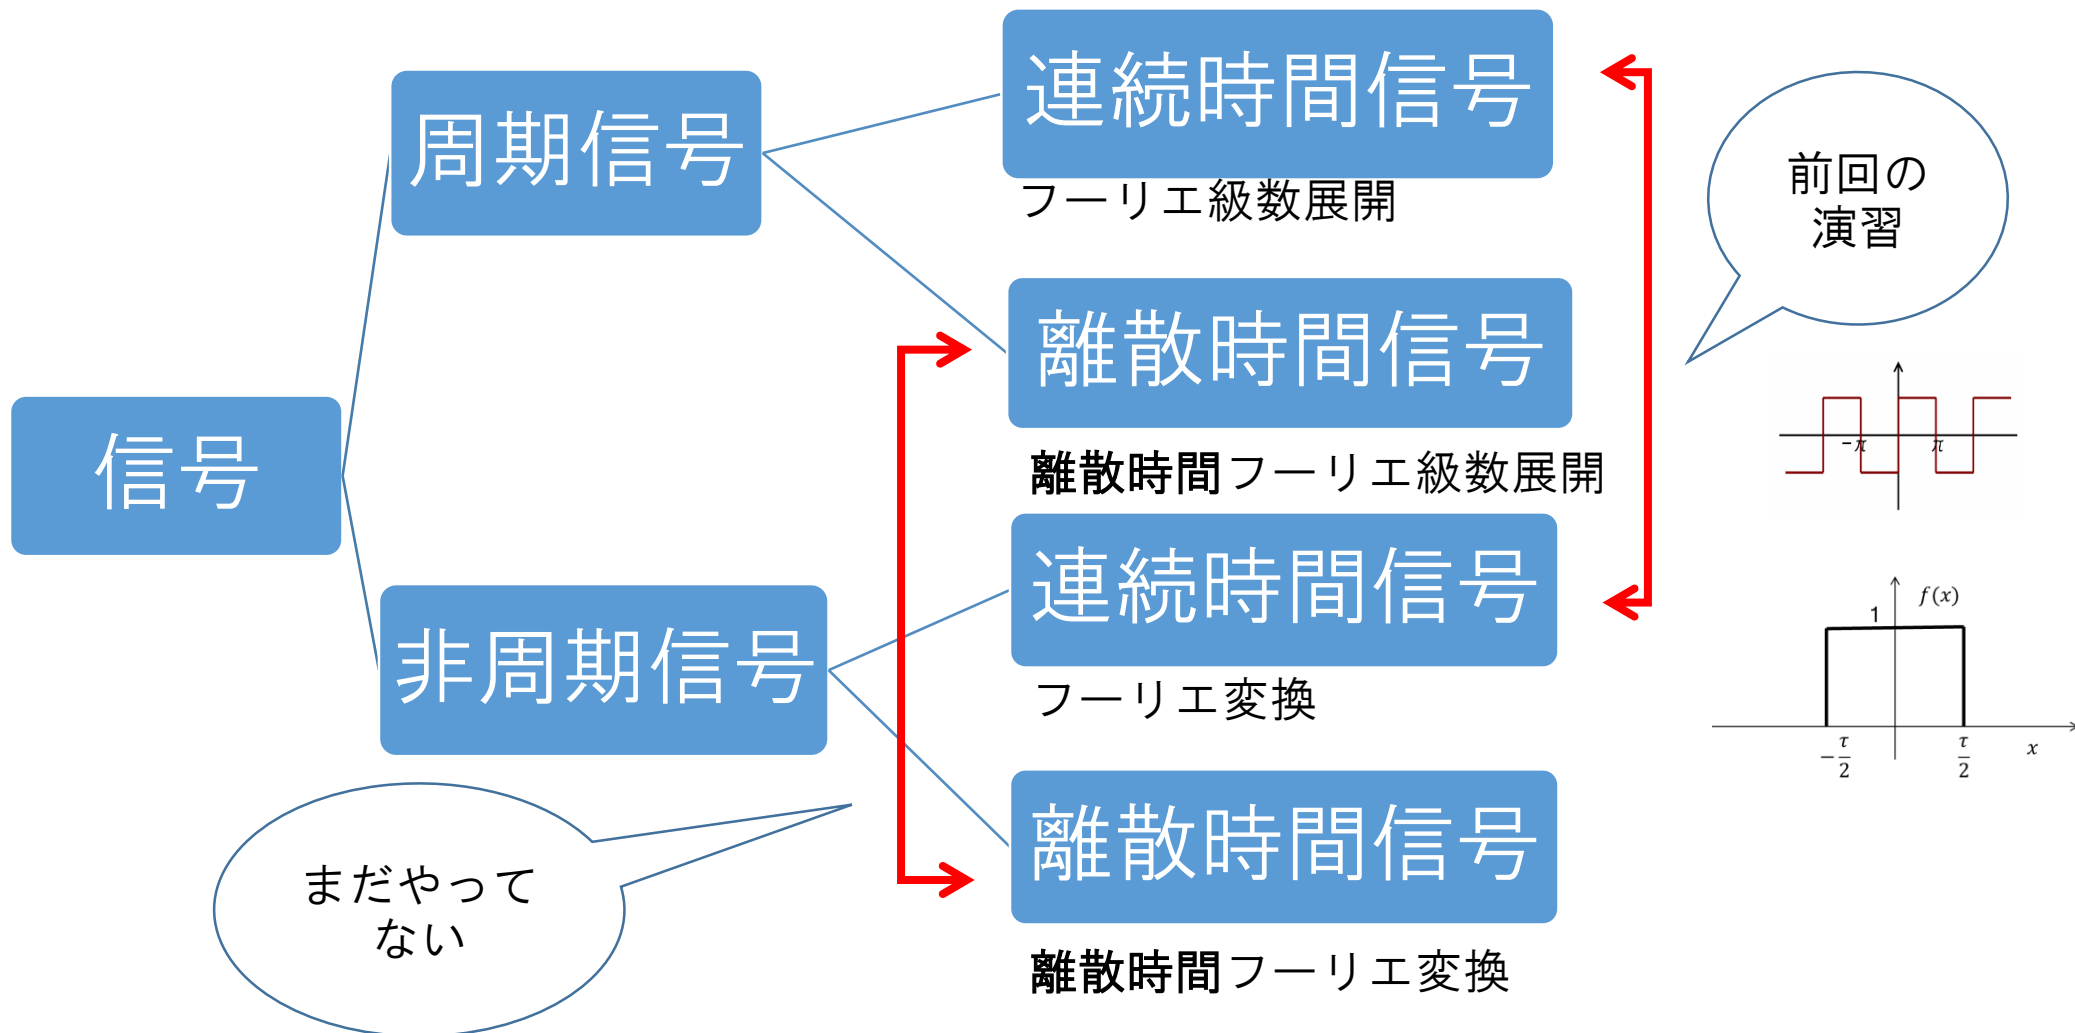 信号
周期信号
連続時間信号
フーリエ級数展開
離散時間信号
離散時間フーリエ級数展開
非周期信号
連続時間信号
フーリエ変換
離散時間信号
離散時間フーリエ変換
前回の
演習
まだやって
ない
-π
π
f(x)
1
-τ/2
τ/2
x